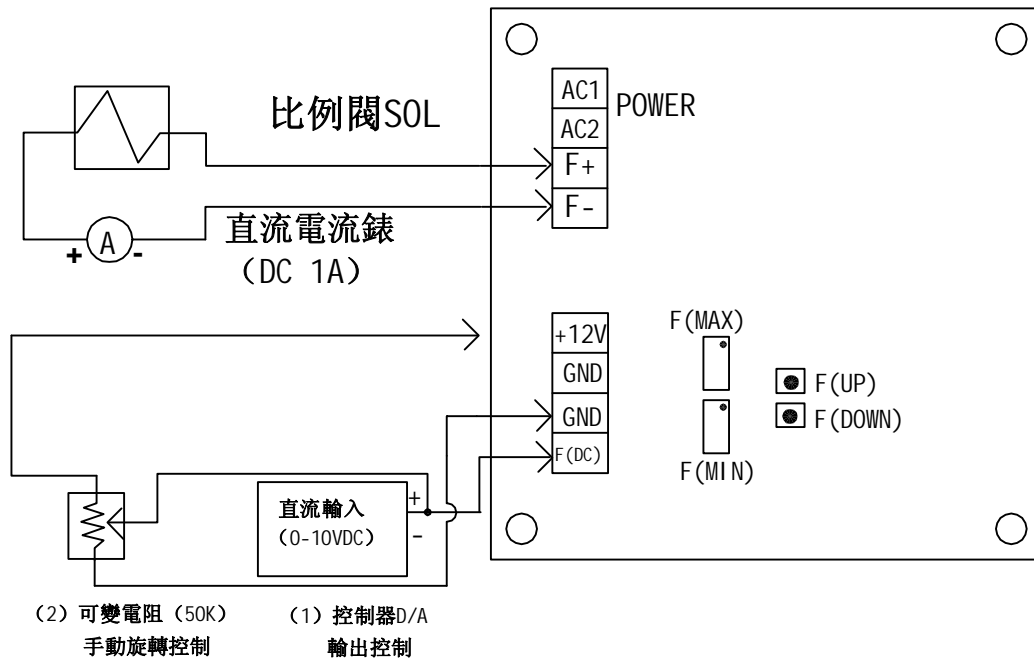 比例閥SOL
AC1
POWER
AC2
F+
F-
A
+
-
直流電流錶
（DC 1A）
+12V
GND
GND
F(DC)
F(MAX)
F(UP)
F(DOWN)
F(MIN)
直流輸入
（0-10VDC）
+
-
（2）可變電阻（50K）
手動旋轉控制
（1）控制器D/A
輸出控制